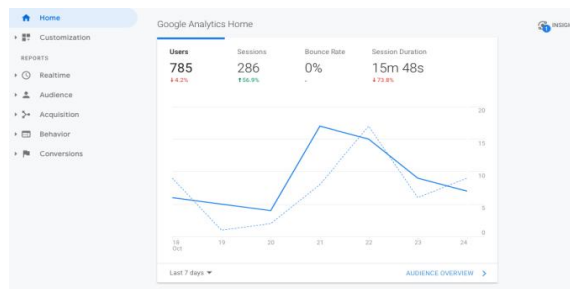 Home
Customization
REPORTS
Realtime
Audience
Acquisition
Behavior
Conversions
Google Analytics Home
INSIG
1
Users
Sessions
Bounce Rate
Session Duration
785
286
0%
15m 48s
↓4.2%
↑56.9%
-
↓73.8%
20
15
10
5
0
18
Oct
19
20
21
22
23
24
Last 7 days
AUDIENCE OVERVIEW